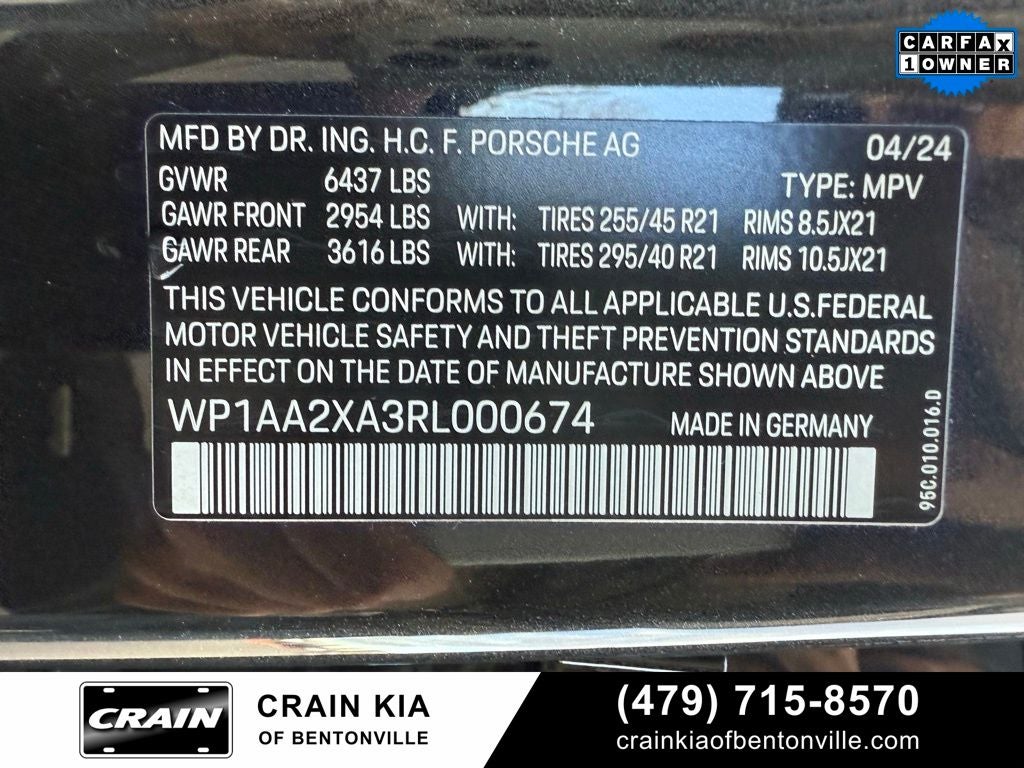 CARFAX
1 OWNER
MFD BY DR. ING. H.C. F. PORSCHE AG 04/24
GVWR 6437 LBS TYPE: MPV
GAWR FRONT 2954 LBS WITH: TIRES 255/45 R21 RIMS 8.5JX21
GAWR REAR 3616 LBS WITH: TIRES 295/40 R21 RIMS 10.5JX21
THIS VEHICLE CONFORMS TO ALL APPLICABLE U.S.FEDERAL
MOTOR VEHICLE SAFETY AND THEFT PREVENTION STANDARDS
IN EFFECT ON THE DATE OF MANUFACTURE SHOWN ABOVE
WP1AA2XA3RL000674 MADE IN GERMANY
95C.010.016.D
CRAIN
CRAIN KIA
OF BENTONVILLE
(479) 715-8570
crainkiaofbentonville.com